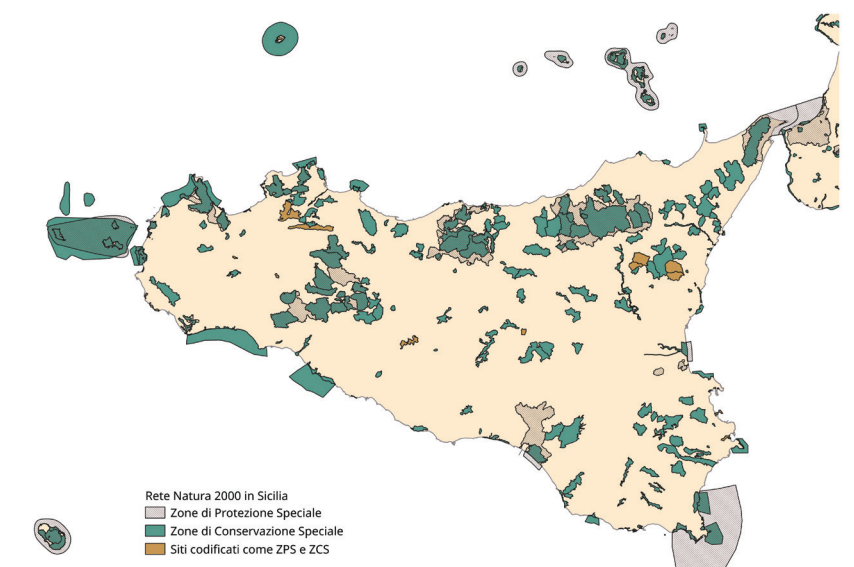 Rete Natura 2000 in Sicilia
Zone di Protezione Speciale
Zone di Conservazione Speciale
Siti codificati come ZPS e ZCS